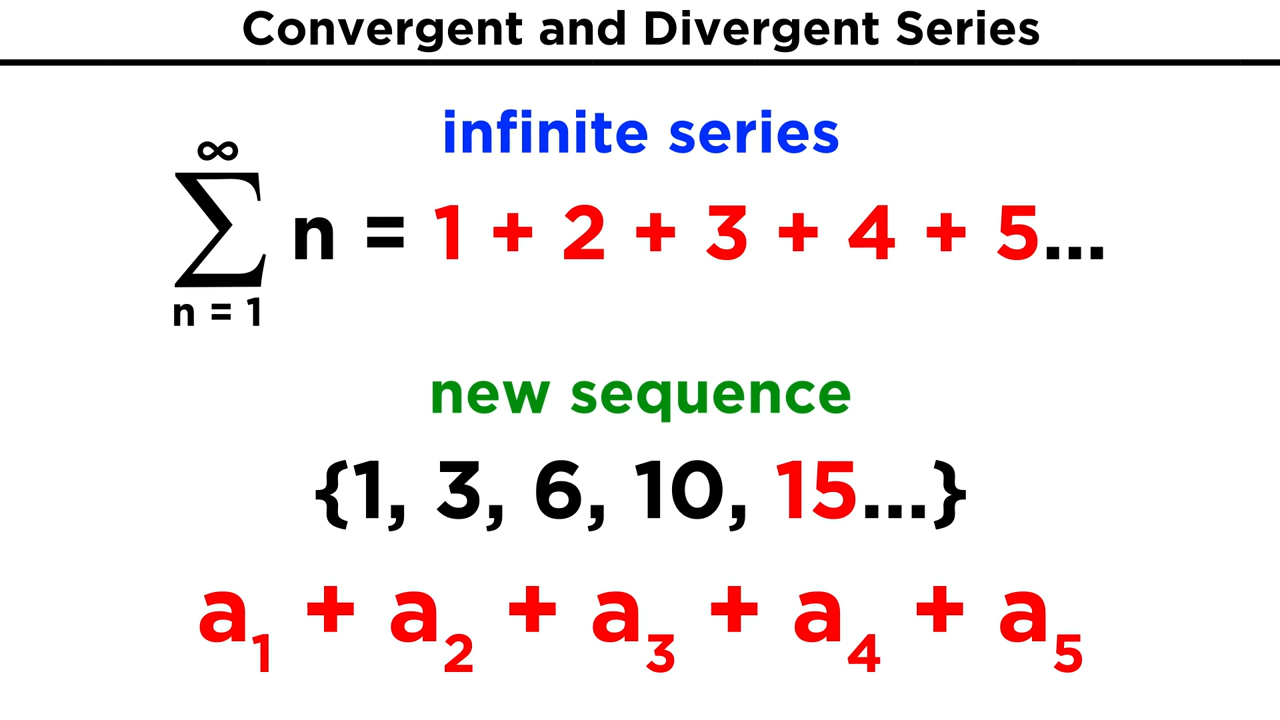 Convergent and Divergent Series
infinite series
∞
∑ n = 1 + 2 + 3 + 4 + 5...
n = 1
new sequence
{1, 3, 6, 10, 15...}
a₁ + a₂ + a₃ + a₄ + a₅